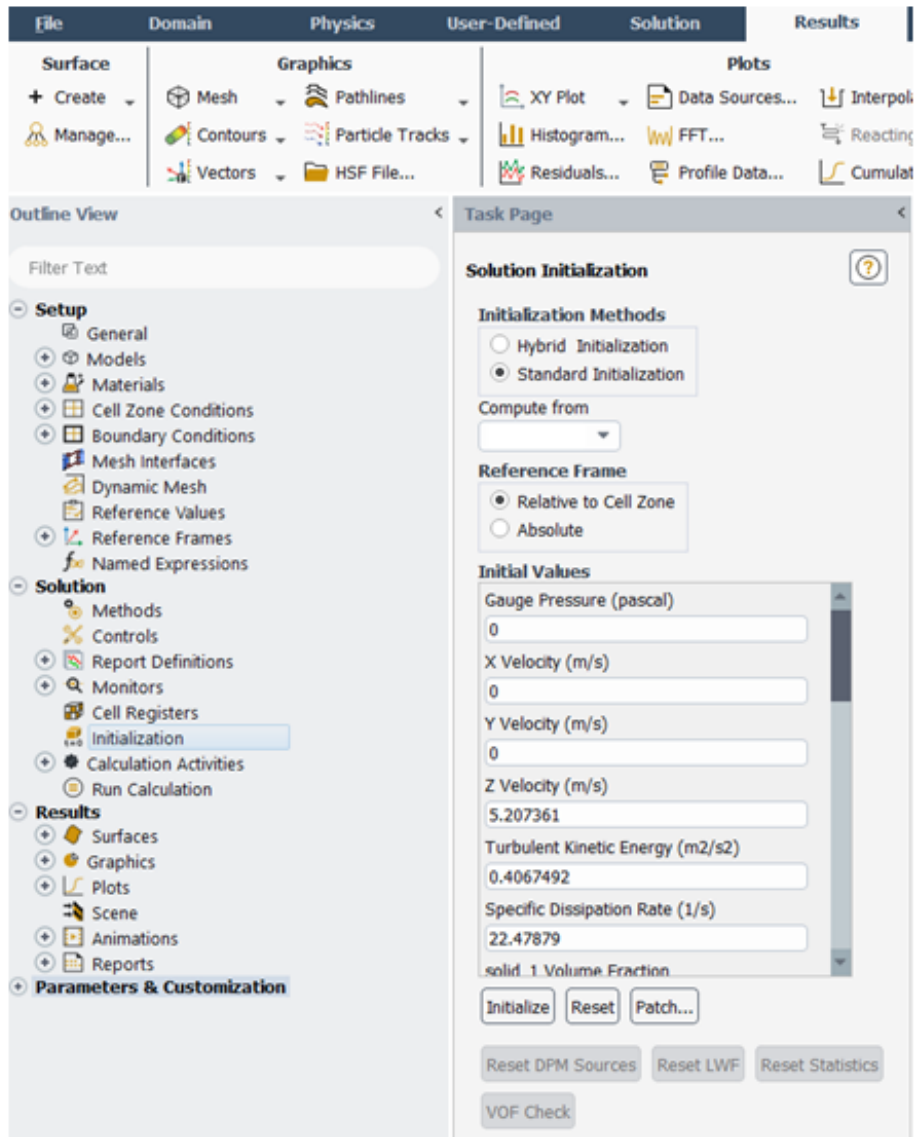 File Domain Physics User-Defined Solution Results
Surface Graphics Plots
+ Create Mesh Pathlines XY Plot Data Sources... Interpola
Manage... Contours Particle Tracks Histogram... FFT... Reacting
Vectors HSF File... Residuals... Profile Data... Cumulat
Outline View < Task Page <
Filter Text
Solution Initialization ?
Setup
General
Models
Materials
Cell Zone Conditions
Boundary Conditions
Mesh Interfaces
Dynamic Mesh
Reference Values
Reference Frames
Named Expressions
Solution
Methods
Controls
Report Definitions
Monitors
Cell Registers
Initialization
Calculation Activities
Run Calculation
Results
Surfaces
Graphics
Plots
Scene
Animations
Reports
Parameters & Customization
Initialization Methods
Hybrid Initialization
Standard Initialization
Compute from
Reference Frame
Relative to Cell Zone
Absolute
Initial Values
Gauge Pressure (pascal)
0
X Velocity (m/s)
0
Y Velocity (m/s)
0
Z Velocity (m/s)
5.207361
Turbulent Kinetic Energy (m2/s2)
0.4067492
Specific Dissipation Rate (1/s)
22.47879
solid_1 Volume Fraction
Initialize Reset Patch...
Reset DPM Sources Reset LWF Reset Statistics
VOF Check